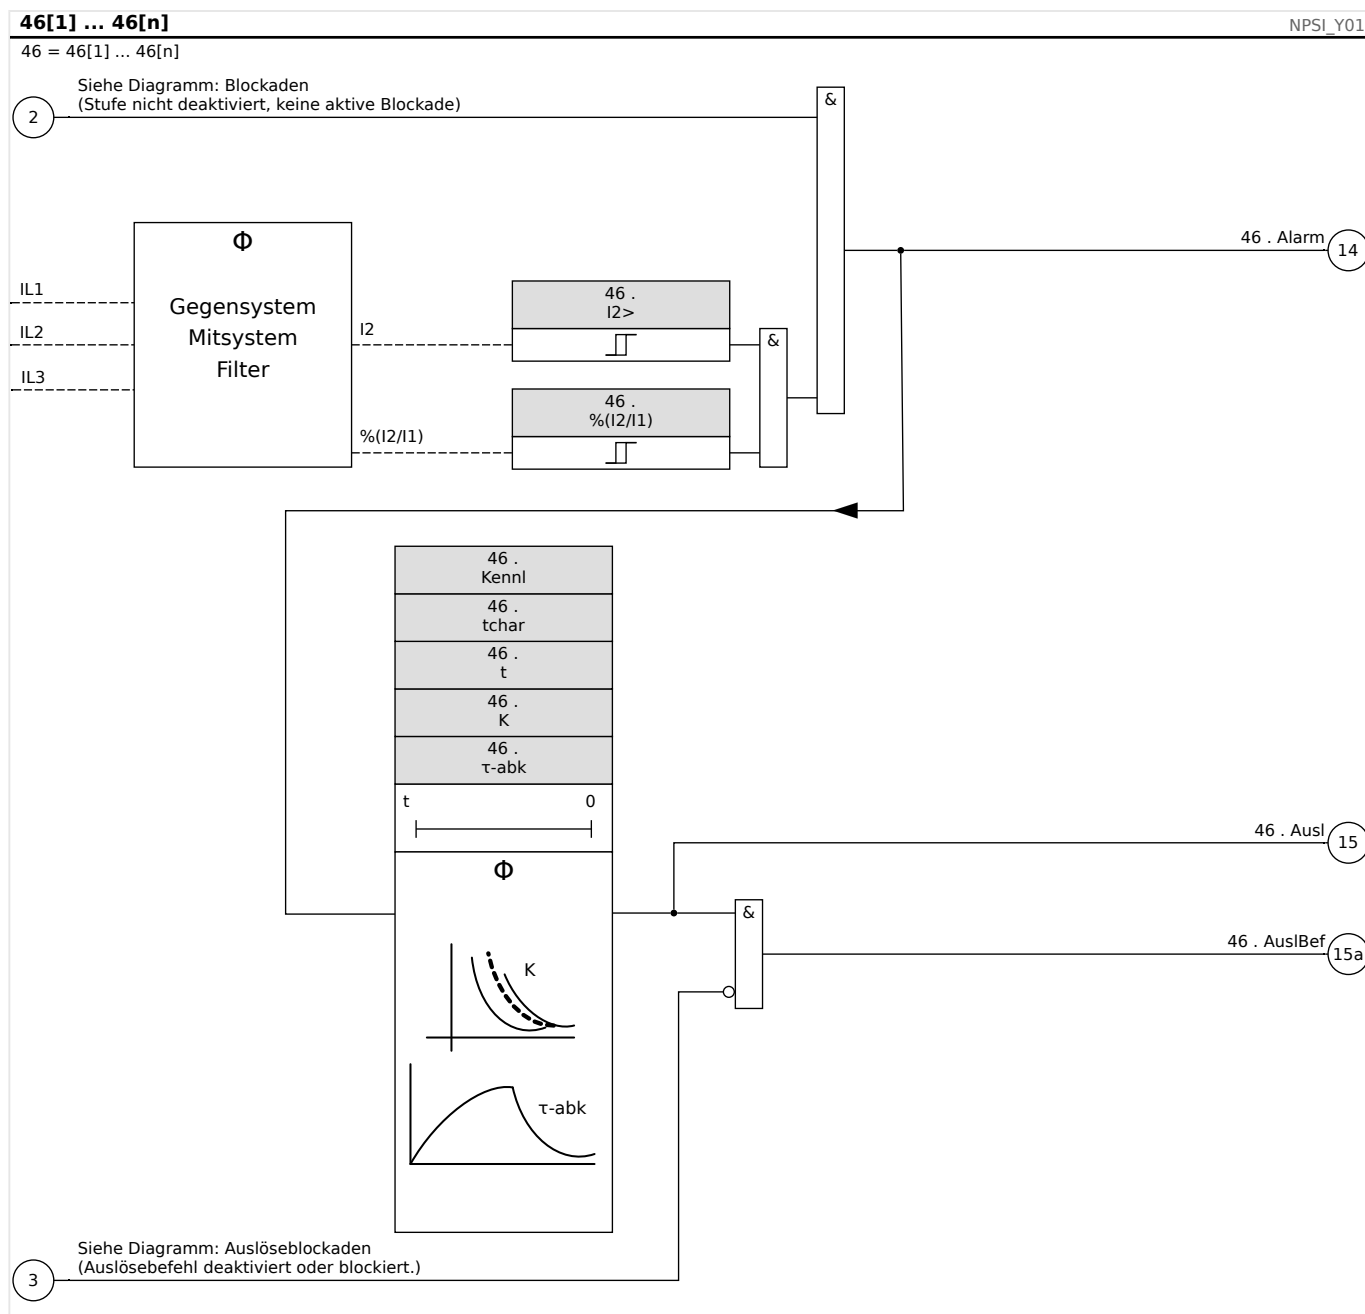 46[1] ... 46[n]
NPSI_Y01
46 = 46[1] ... 46[n]
Siehe Diagramm: Blockaden
(Stufe nicht deaktiviert, keine aktive Blockade)
2
&
Φ
Gegensystem
Mitsystem
Filter
IL1
IL2
IL3
I2
%(I2/I1)
46 .
I2>
46 .
%(I2/I1)
&
46 . Alarm
14
46 .
Kennl
46 .
tchar
46 .
t
46 .
K
46 .
τ-abk
t 0
Φ
K
τ-abk
46 . Ausl
15
&
46 . AuslBef
15a
Siehe Diagramm: Auslöseblockaden
(Auslösebefehl deaktiviert oder blockiert.)
3